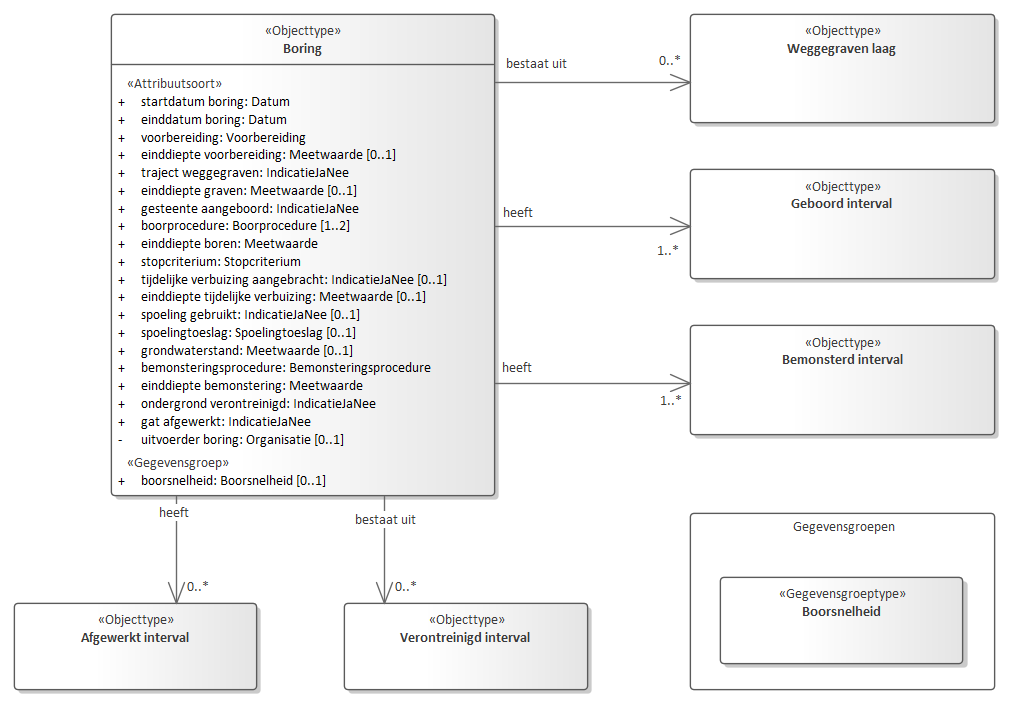 «Objecttype»
Boring
«Attribuutsoort»
+ startdatum boring: Datum
+ einddatum boring: Datum
+ voorbereiding: Voorbereiding
+ einddiepte voorbereiding: Meetwaarde [0..1]
+ traject weggegraven: IndicatieJaNee
+ einddiepte graven: Meetwaarde [0..1]
+ gesteente aangeboord: IndicatieJaNee
+ boorprocedure: Boorprocedure [1..2]
+ einddiepte boren: Meetwaarde
+ stopcriterium: Stopcriterium
+ tijdelijke verbuizing aangebracht: IndicatieJaNee [0..1]
+ einddiepte tijdelijke verbuizing: Meetwaarde [0..1]
+ spoeling gebruikt: IndicatieJaNee [0..1]
+ spoelingtoeslag: Spoelingtoeslag [0..1]
+ grondwaterstand: Meetwaarde [0..1]
+ bemonsteringsprocedure: Bemonsteringsprocedure
+ einddiepte bemonstering: Meetwaarde
+ ondergrond verontreinigd: IndicatieJaNee
+ gat afgewerkt: IndicatieJaNee
- uitvoerder boring: Organisatie [0..1]
«Gegevensgroep»
+ boorsnelheid: Boorsnelheid [0..1]
bestaat uit
0..*
«Objecttype»
Weggegraven laag
heeft
1..*
«Objecttype»
Geboord interval
heeft
1..*
«Objecttype»
Bemonsterd interval
heeft
0..*
«Objecttype»
Afgewerkt interval
bestaat uit
0..*
«Objecttype»
Verontreinigd interval
Gegevensgroepen
«Gegevensgroeptype»
Boorsnelheid